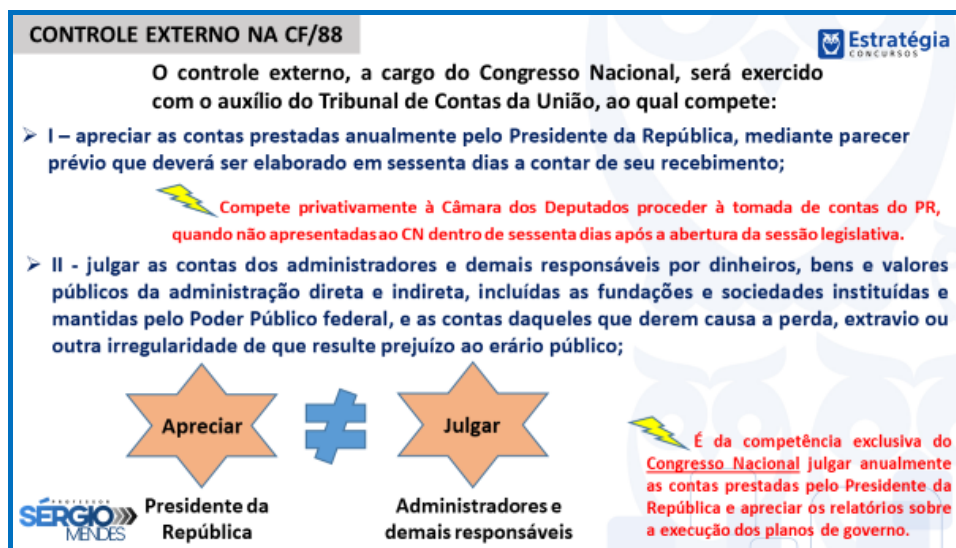 CONTROLE EXTERNO NA CF/88
Estratégia
CONCURSOS
O controle externo, a cargo do Congresso Nacional, será exercido
com o auxílio do Tribunal de Contas da União, ao qual compete:
➢ I – apreciar as contas prestadas anualmente pelo Presidente da República, mediante parecer
prévio que deverá ser elaborado em sessenta dias a contar de seu recebimento;
Compete privativamente à Câmara dos Deputados proceder à tomada de contas do PR,
quando não apresentadas ao CN dentro de sessenta dias após a abertura da sessão legislativa.
➢ II - julgar as contas dos administradores e demais responsáveis por dinheiros, bens e valores
públicos da administração direta e indireta, incluídas as fundações e sociedades instituídas e
mantidas pelo Poder Público federal, e as contas daqueles que derem causa a perda, extravio ou
outra irregularidade de que resulte prejuízo ao erário público;
Apreciar
≠
Julgar
Presidente da
República
Administradores e
demais responsáveis
É da competência exclusiva do
Congresso Nacional julgar anualmente
as contas prestadas pelo Presidente da
República e apreciar os relatórios sobre
a execução dos planos de governo.
PROFESSOR
SÉRGIO
MENDES